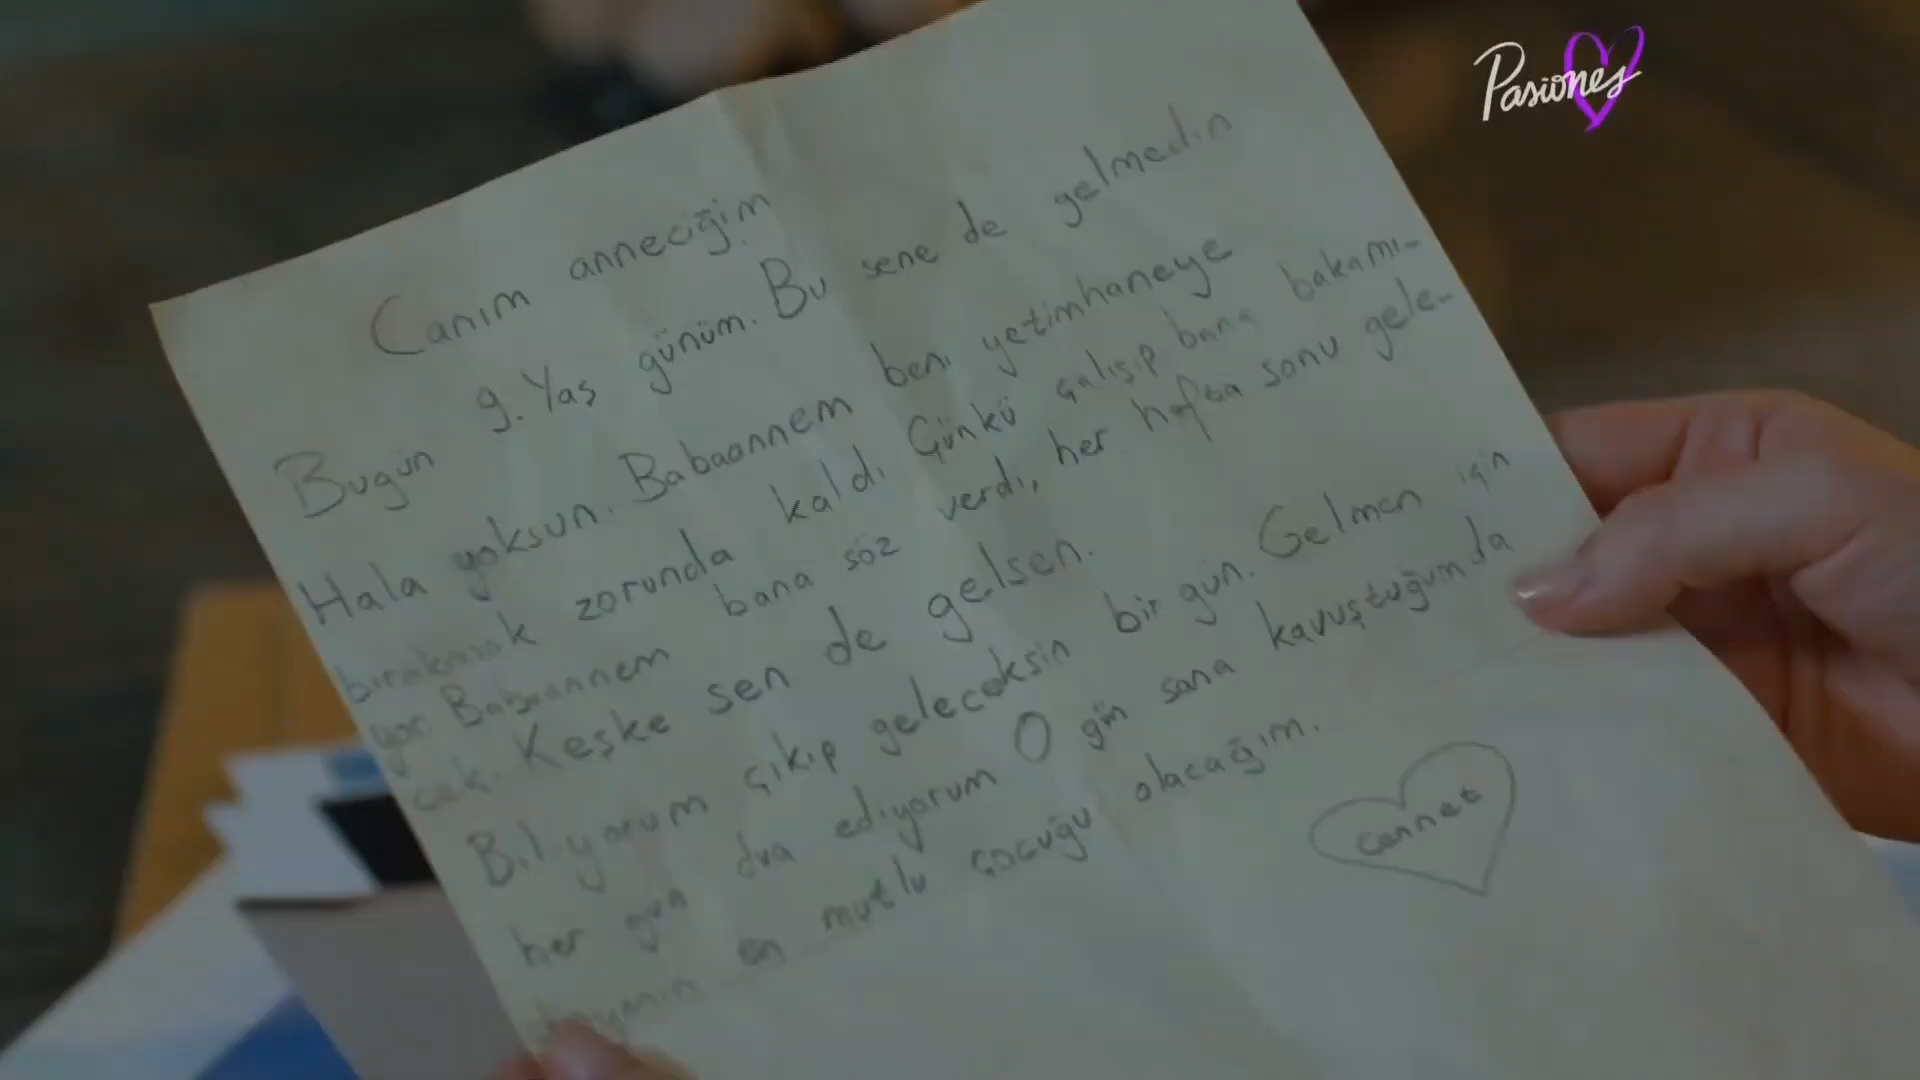 Pasiones
Canım anneciğim
Bugün 9. Yaş günüm. Bu sene de gelmedin
Hala yoksun. Babaannem beni yetimhaneye
bırakmak zorunda kaldı Çünkü çalışıp bana bakamı-
yor. Babaannem bana söz verdi, her hafta sonu gele-
cek. Keşke sen de gelsen.
Biliyorum çıkıp geleceksin bir gün. Gelmen için
her gün dua ediyorum O gün sana kavuştuğumda
dünyanın en mutlu çocuğu olacağım.
cennet